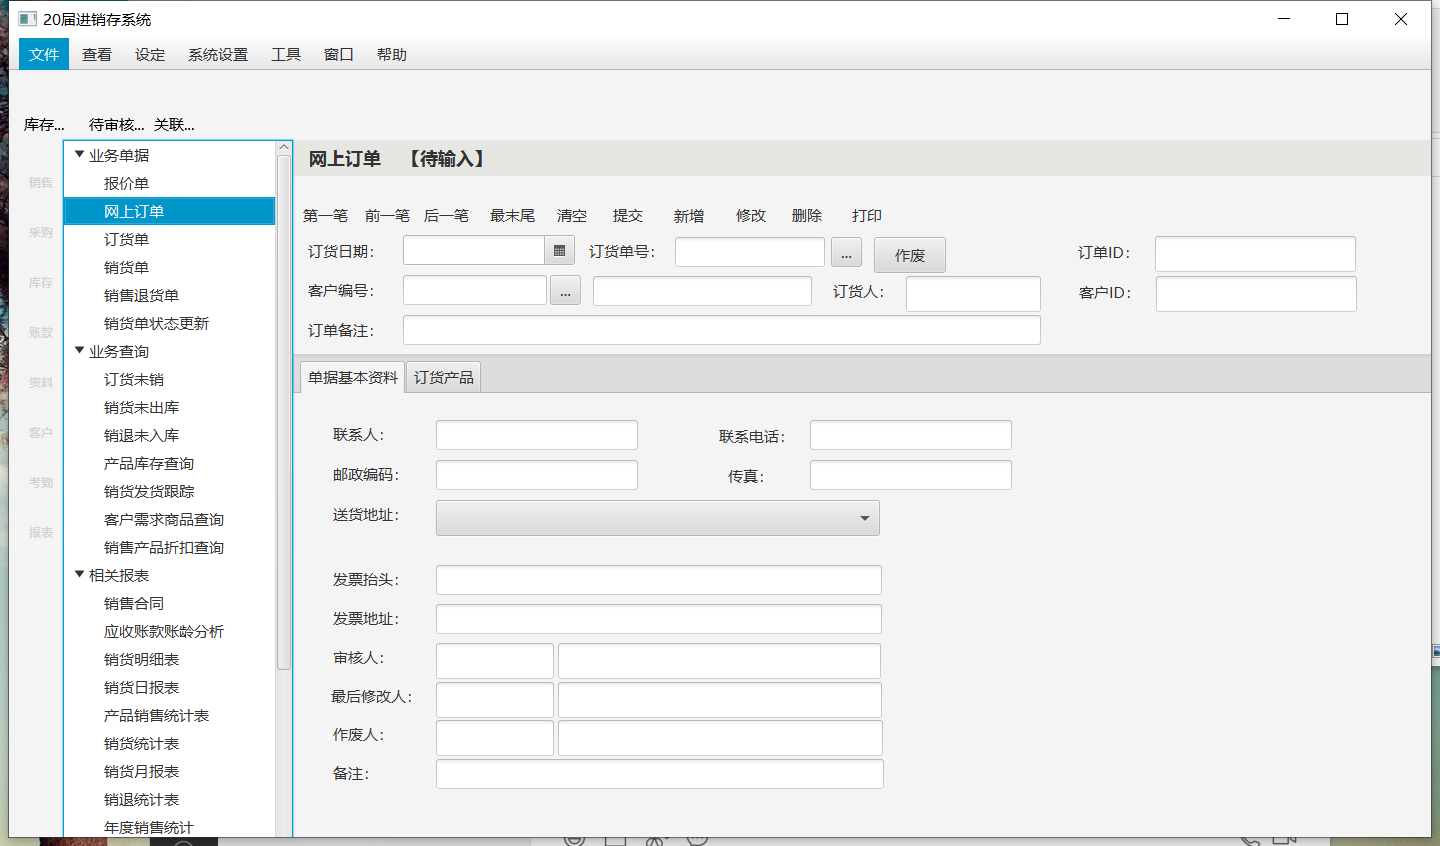 20届进销存系统
文件 查看 设定 系统设置 工具 窗口 帮助
库存... 待审核... 关联...
销售
采购
库存
账款
资料
客户
考勤
报表
业务单据
报价单
网上订单
订货单
销货单
销售退货单
销货单状态更新
业务查询
订货未销
销货未出库
销退未入库
产品库存查询
销货发货跟踪
客户需求商品查询
销售产品折扣查询
相关报表
销售合同
应收账款账龄分析
销货明细表
销货日报表
产品销售统计表
销货统计表
销货月报表
销退统计表
年度销售统计
网上订单 【待输入】
第一笔 前一笔 后一笔 最末尾 清空 提交 新增 修改 删除 打印
订货日期： 订货单号： ... 作废 订单ID：
客户编号： ... 订货人： 客户ID：
订单备注：
单据基本资料 订货产品
联系人： 联系电话：
邮政编码： 传真：
送货地址：
发票抬头：
发票地址：
审核人：
最后修改人：
作废人：
备注：